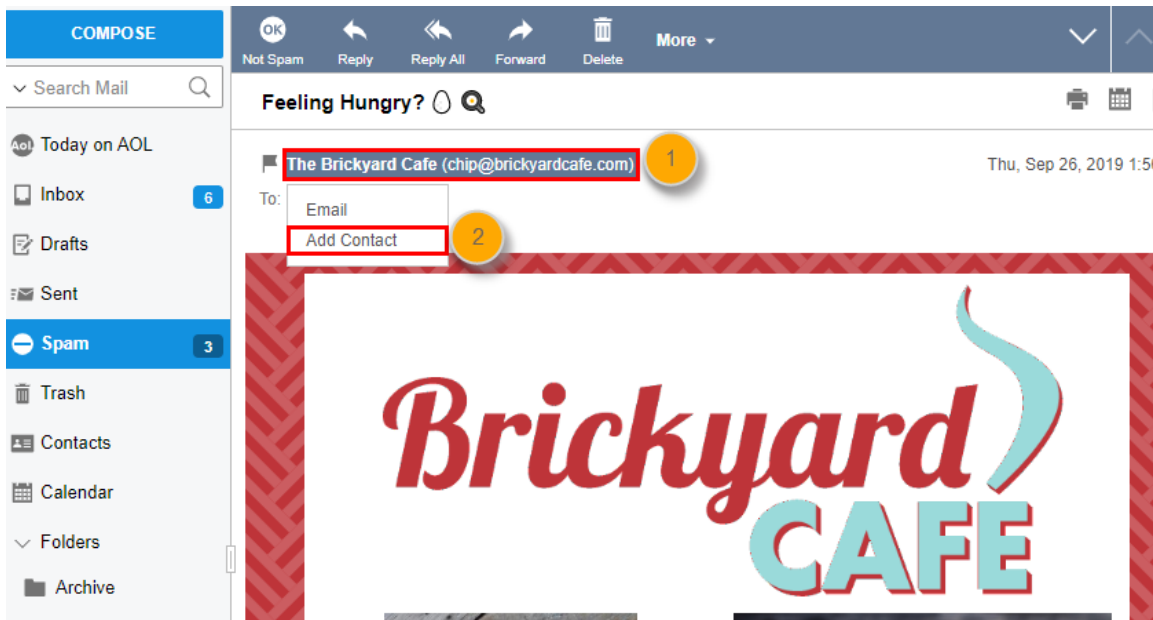 COMPOSE
Search Mail
Aol. Today on AOL
Inbox 6
Drafts
Sent
Spam 3
Trash
Contacts
Calendar
Folders
Archive
OK
Not Spam Reply Reply All Forward Delete More
Feeling Hungry?
The Brickyard Cafe (chip@brickyardcafe.com) 1
Thu, Sep 26, 2019 1:5
To:
Email
Add Contact 2
Brickyard
CAFE